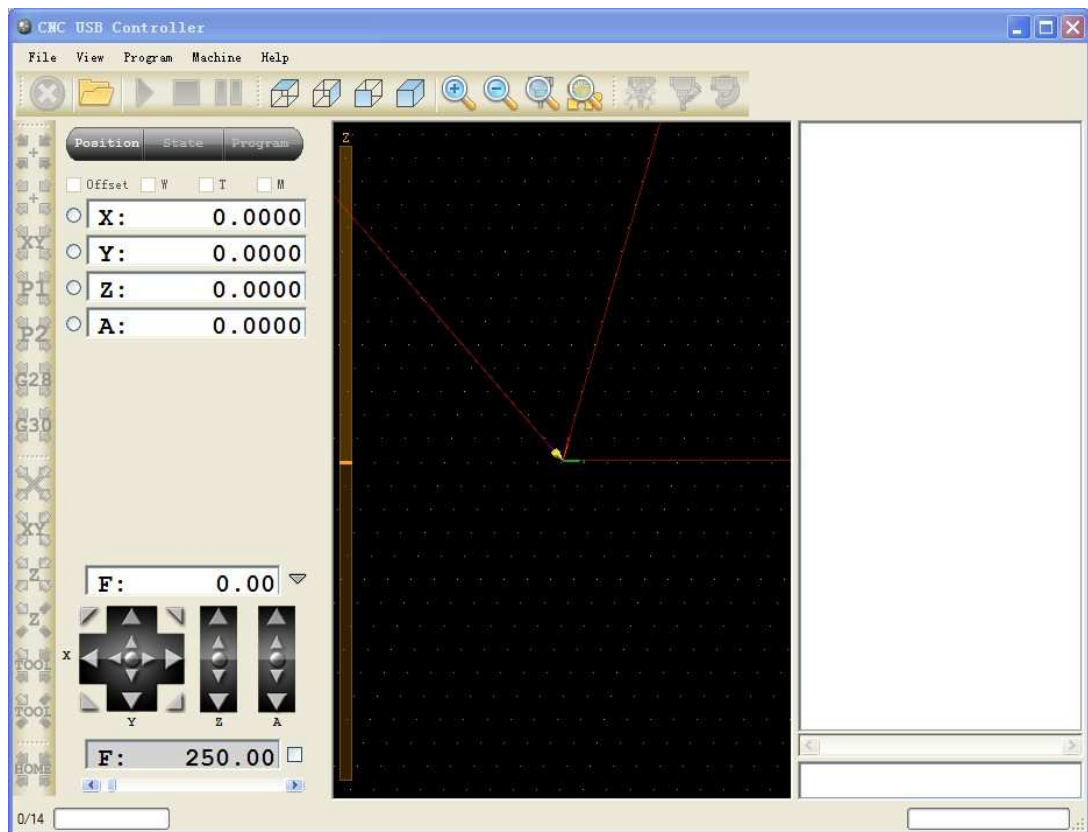 CNC USB Controller
File View Program Machine Help
Position State Program
Offset W T M
X: 0.0000
Y: 0.0000
Z: 0.0000
A: 0.0000
Z
XY
P1
P2
G28
G30
XY
Z
Z
TOOL
TOOL
HOME
F: 0.00
X
Y Z A
F: 250.00
0/14